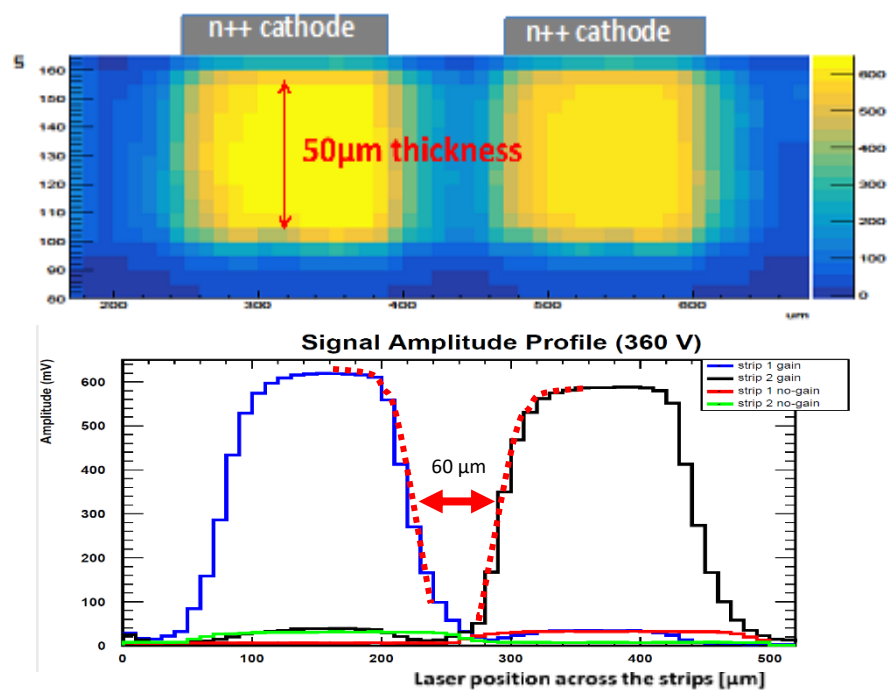 n++ cathode n++ cathode
S
160
150
140
130
120
110
100
90
80
50μm thickness
600
500
400
300
200
100
0
200 300 400 500 600
um
Signal Amplitude Profile (360 V)
Amplitude (mV)
600
500
400
300
200
100
0
strip 1 gain
strip 2 gain
strip 1 no-gain
strip 2 no-gain
60 μm
0 100 200 300 400 500
Laser position across the strips [μm]